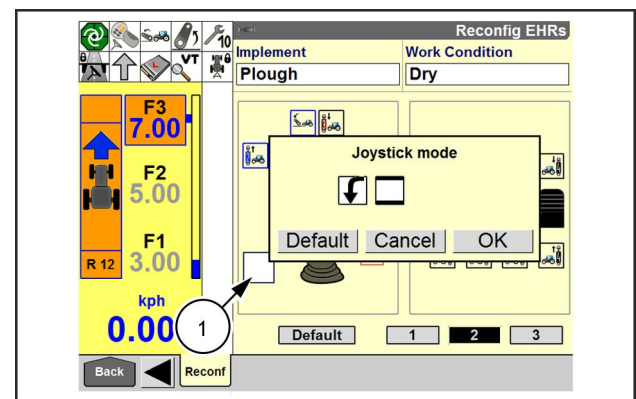 10
VT
Reconfig EHRs
Implement
Work Condition
Plough
Dry
F3
7.00
F2
5.00
F1
R 12
3.00
kph
0.00
Joystick mode
Default
Cancel
OK
1
Default
1
2
3
Back
Reconf